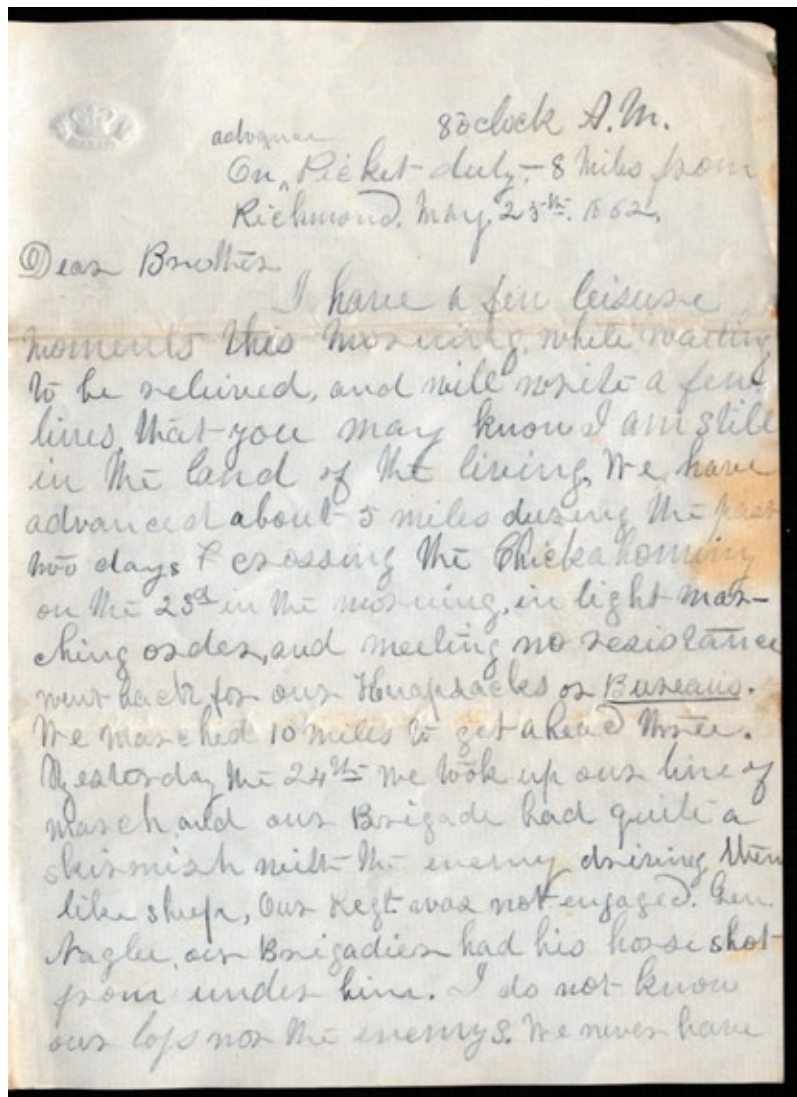 8 oclock A.M.
advance
On Picket duty,- 8 Miles from
Richmond. May, 25th. 1862.
Dear Brother
I have a few leisure
moments this morning, while waiting
to be relieved, and will write a few
lines that you may know I am still
in the land of the living, We have
advanced about 5 miles during the past
two days crossing the Chickahominy
on the 23d in the morning, in light mar-
ching order, and meeting no resistance
went back for our Knapsacks or Bureaus.
We marched 10 miles to get ahead three.
Yesterday the 24th we took up our line of
march and our Brigade had quite a
skirmish with the enemy driving them
like sheep, Our Regt. was not engaged. Gen.
Naglee, our Brigadier had his horse shot
from under him. I do not know
our loss nor the enemys. We never have